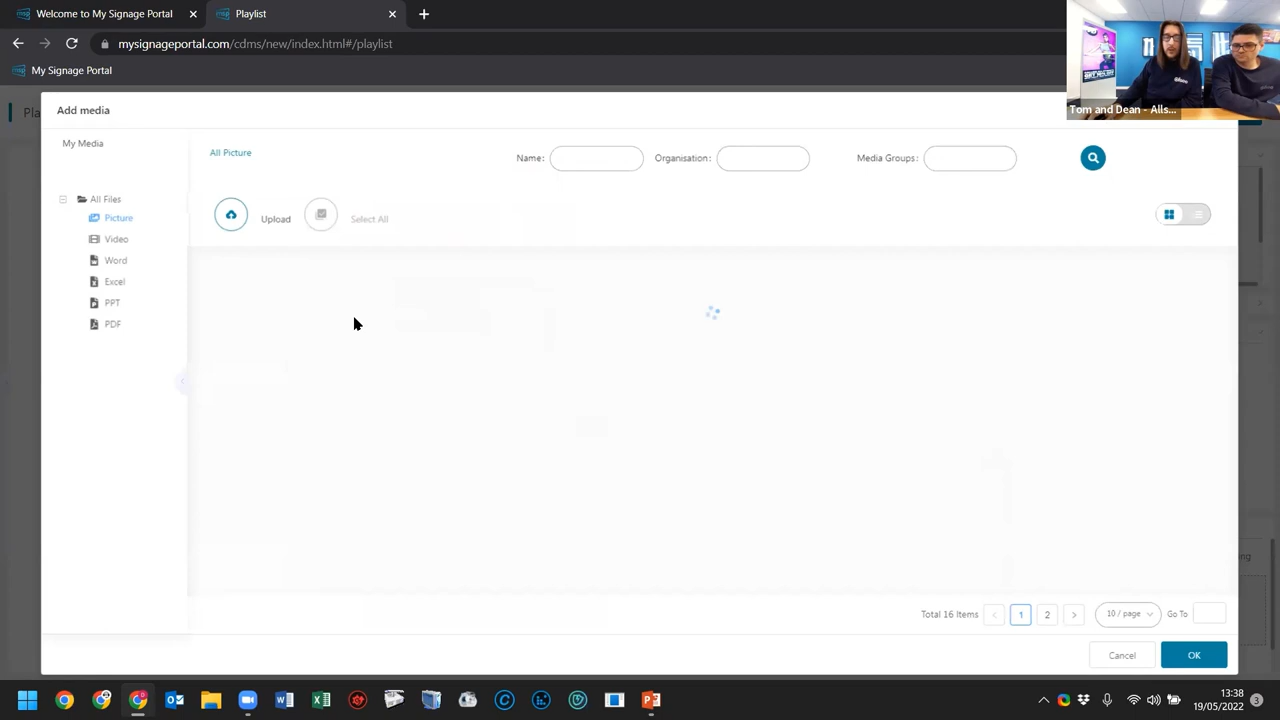 Welcome to My Signage Portal
Playlist
mysignageportal.com/cdms/new/index.html#/playlist
My Signage Portal
Tom and Dean - Alls...
Pla
Add media
My Media
All Picture
Name:
Organisation:
Media Groups:
All Files
Upload
Select All
Picture
Video
Word
Excel
PPT
PDF
ng
Total 16 Items
1
2
10 / page
Go To
Cancel
OK
13:38
19/05/2022
3